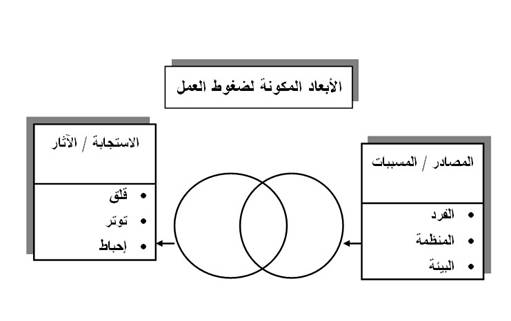 الأبعاد المكونة لضغوط العمل
المصادر / المسببات
الفرد
المنظمة
البيئة
الاستجابة / الآثار
قلق
توتر
إحباط